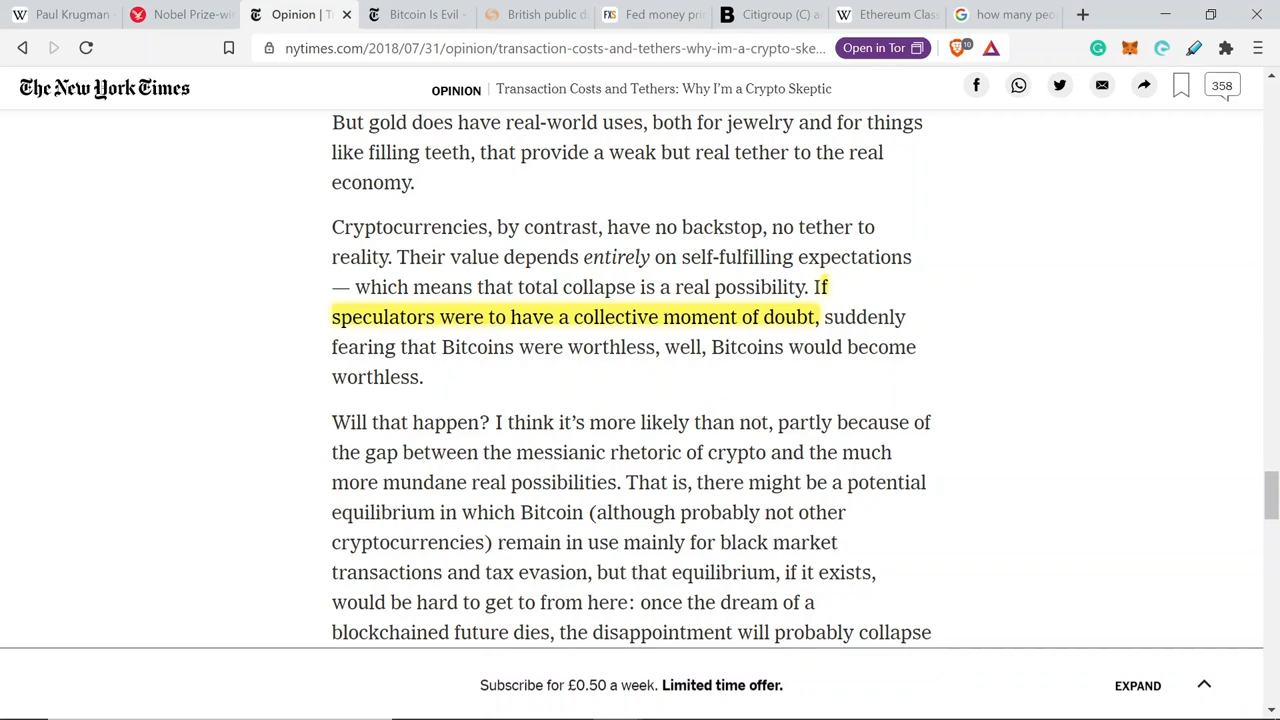 Paul Krugman
Nobel Prize-wi
Opinion | T
Bitcoin Is Evil -
British public d
FXS Fed money pri
Citigroup (C) a
Ethereum Clas
how many peo
nytimes.com/2018/07/31/opinion/transaction-costs-and-tethers-why-im-a-crypto-ske...
Open in Tor
10
The New York Times
OPINION | Transaction Costs and Tethers: Why I’m a Crypto Skeptic
358
But gold does have real-world uses, both for jewelry and for things
like filling teeth, that provide a weak but real tether to the real
economy.
Cryptocurrencies, by contrast, have no backstop, no tether to
reality. Their value depends entirely on self-fulfilling expectations
— which means that total collapse is a real possibility. If
speculators were to have a collective moment of doubt, suddenly
fearing that Bitcoins were worthless, well, Bitcoins would become
worthless.
Will that happen? I think it’s more likely than not, partly because of
the gap between the messianic rhetoric of crypto and the much
more mundane real possibilities. That is, there might be a potential
equilibrium in which Bitcoin (although probably not other
cryptocurrencies) remain in use mainly for black market
transactions and tax evasion, but that equilibrium, if it exists,
would be hard to get to from here: once the dream of a
blockchained future dies, the disappointment will probably collapse
Subscribe for £0.50 a week. Limited time offer.
EXPAND